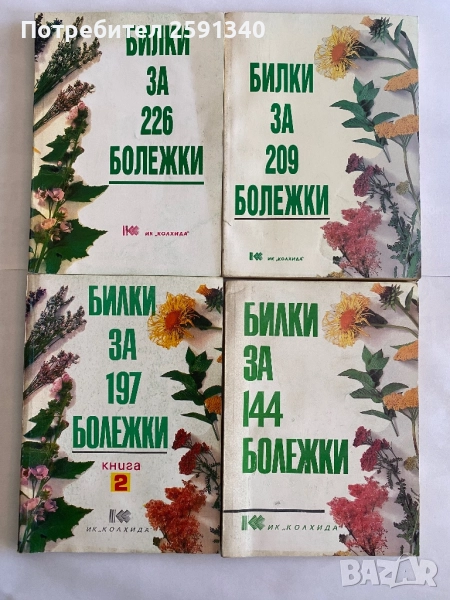 Потребител 2591340
БИЛКИ
ЗА
226
БОЛЕЖКИ
ИК „КОЛХИДА"
БИЛКИ
ЗА
209
БОЛЕЖКИ
ИК „КОЛХИДА"
БИЛКИ
ЗА
197
БОЛЕЖКИ
книга
2
ИК „КОЛХИДА"
БИЛКИ
ЗА
144
БОЛЕЖКИ
ИК „КОЛХИДА"
BAZAR